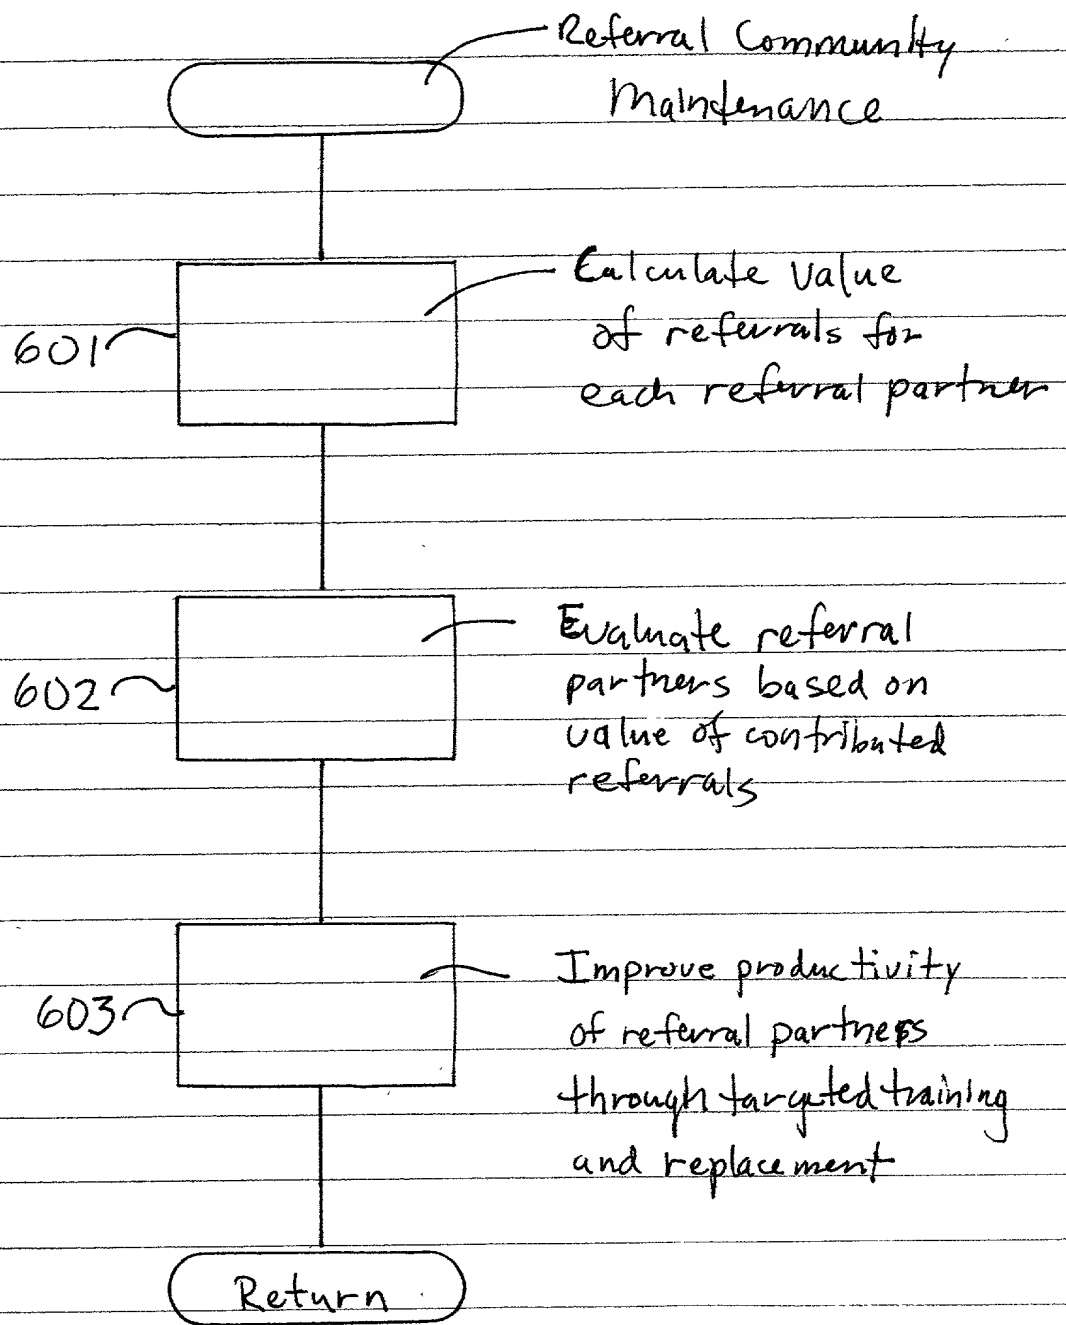 Referral Community
Maintenance
601
Calculate value
of referrals for
each referral partner
602
Evaluate referral
partners based on
value of contributed
referrals
603
Improve productivity
of referral partners
through targeted training
and replacement
Return